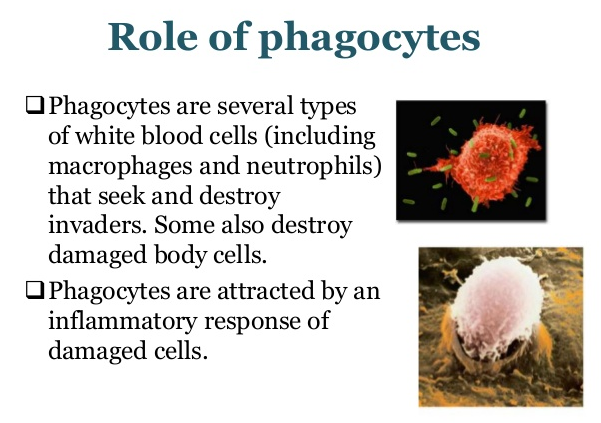 Role of phagocytes
❑Phagocytes are several types
of white blood cells (including
macrophages and neutrophils)
that seek and destroy
invaders. Some also destroy
damaged body cells.
❑Phagocytes are attracted by an
inflammatory response of
damaged cells.